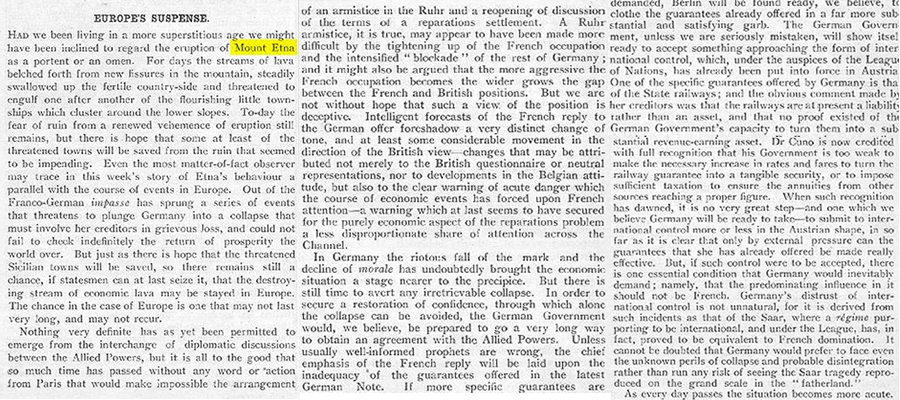 EUROPE'S SUSPENSE.
HAD we been living in a more superstitious age we might
have been inclined to regard the eruption of Mount Etna
as a portent or an omen. For days the streams of lava
belched forth from new fissures in the mountain, steadily
swallowed up the fertile country-side and threatened to
engulf one after another of the flourishing little town-
ships which cluster around the lower slopes. To-day the
fear of ruin from a renewed vehemence of eruption still
remains, but there is hope that some at least of the
threatened towns will be saved from the ruin that seemed
to be impending. Even the most matter-of-fact observer
may trace in this week's story of Etna's behaviour a
parallel with the course of events in Europe. Out of the
Franco-German impasse has sprung a series of events
that threatens to plunge Germany into a collapse that
must involve her creditors in grievous loss, and could not
fail to check indefinitely the return of prosperity the
world over. But just as there is hope that the threatened
Sicilian towns will be saved, so there remains still a
chance, if statesmen can at last seize it, that the destroy-
ing stream of economic lava may be stayed in Europe.
The chance in the case of Europe is one that may not last
very long, and may not recur.
Nothing very definite has as yet been permitted to
emerge from the interchange of diplomatic discussions
between the Allied Powers, but it is all to the good that
so much time has passed without any word or action
from Paris that would make impossible the arrangement
of an armistice in the Ruhr and a reopening of discussion
of the terms of a reparations settlement. A Ruhr
armistice, it is true, may appear to have been made more
difficult by the tightening up of the French occupation
and the intensified "blockade" of the rest of Germany;
and it might also be argued that the more aggressive the
French occupation becomes the wider grows the gap
between the French and British positions. But we are
not without hope that such a view of the position is
deceptive. Intelligent forecasts of the French reply to
the German offer foreshadow a very distinct change of
tone, and at least some considerable movement in the
direction of the British view—changes that may be attri-
buted not merely to the British questionnaire or neutral
representations, nor to developments in the Belgian atti-
tude, but also to the clear warning of acute danger which
the course of economic events has forced upon French
attention—a warning which at last seems to have secured
for the purely economic aspect of the reparations problem
a less disproportionate share of attention across the
Channel.
In Germany the riotous fall of the mark and the
decline of morale has undoubtedly brought the economic
situation a stage nearer to the precipice. But there is
still time to avert any irretrievable collapse. In order to
secure a restoration of confidence, through which alone
the collapse can be avoided, the German Government
would, we believe, be prepared to go a very long way
to obtain an agreement with the Allied Powers. Unless
usually well-informed prophets are wrong, the chief
emphasis of the French reply will be laid upon the
inadequacy of the guarantees offered in the latest
German Note. If more specific guarantees are
demanded, Berlin will be found ready, we believe, to
clothe the guarantees already offered in a far more sub-
stantial and satisfying garb. The German Govern-
ment, unless we are seriously mistaken, will show itself
ready to accept something approaching the form of inter-
national control, which, under the auspices of the League
of Nations, has already been put into force in Austria.
One of the specific guarantees offered by Germany is that
of the State railways; and the obvious comment made by
her creditors was that the railways are at present a liability
rather than an asset, and that no proof existed of the
German Government's capacity to turn them into a sub-
stantial revenue-earning asset. Dr Cuno is now credited
with full recognition that his Government is too weak to
make the necessary increase in rates and fares to turn the
railway guarantee into a tangible security, or to impose
sufficient taxation to ensure the annuities from other
sources reaching a proper figure. When such recognition
has dawned, it is no very great step—and one which we
believe Germany will be ready to take—to submit to inter-
national control more or less in the Austrian shape, in so
far as it is clear that only by external pressure can the
guarantees that she has already offered be made really
effective. But, if such control were to be accepted, there
is one essential condition that Germany would inevitably
demand; namely, that the predominating influence in it
should not be French. Germany's distrust of inter-
national control is not unnatural, for it is derived from
such incidents as that of the Saar, where a régime pur-
porting to be international, and under the League, has, in
fact, proved to be equivalent to French domination. It
cannot be doubted that Germany would prefer to face even
the unknown perils of collapse and probable disintegration
rather than run any risk of seeing the Saar tragedy repro-
duced on the grand scale in the "fatherland."
As every day passes the situation becomes more acute.